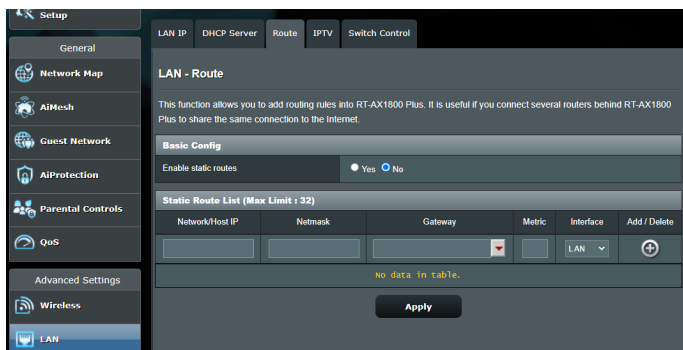 Setup
General
Network Map
AiMesh
Guest Network
AiProtection
Parental Controls
QoS
Advanced Settings
Wireless
LAN
LAN IP DHCP Server Route IPTV Switch Control
LAN - Route
This function allows you to add routing rules into RT-AX1800 Plus. It is useful if you connect several routers behind RT-AX1800
Plus to share the same connection to the Internet.
Basic Config
Enable static routes Yes No
Static Route List (Max Limit : 32)
Network/Host IP Netmask Gateway Metric Interface Add / Delete
LAN
No data in table.
Apply